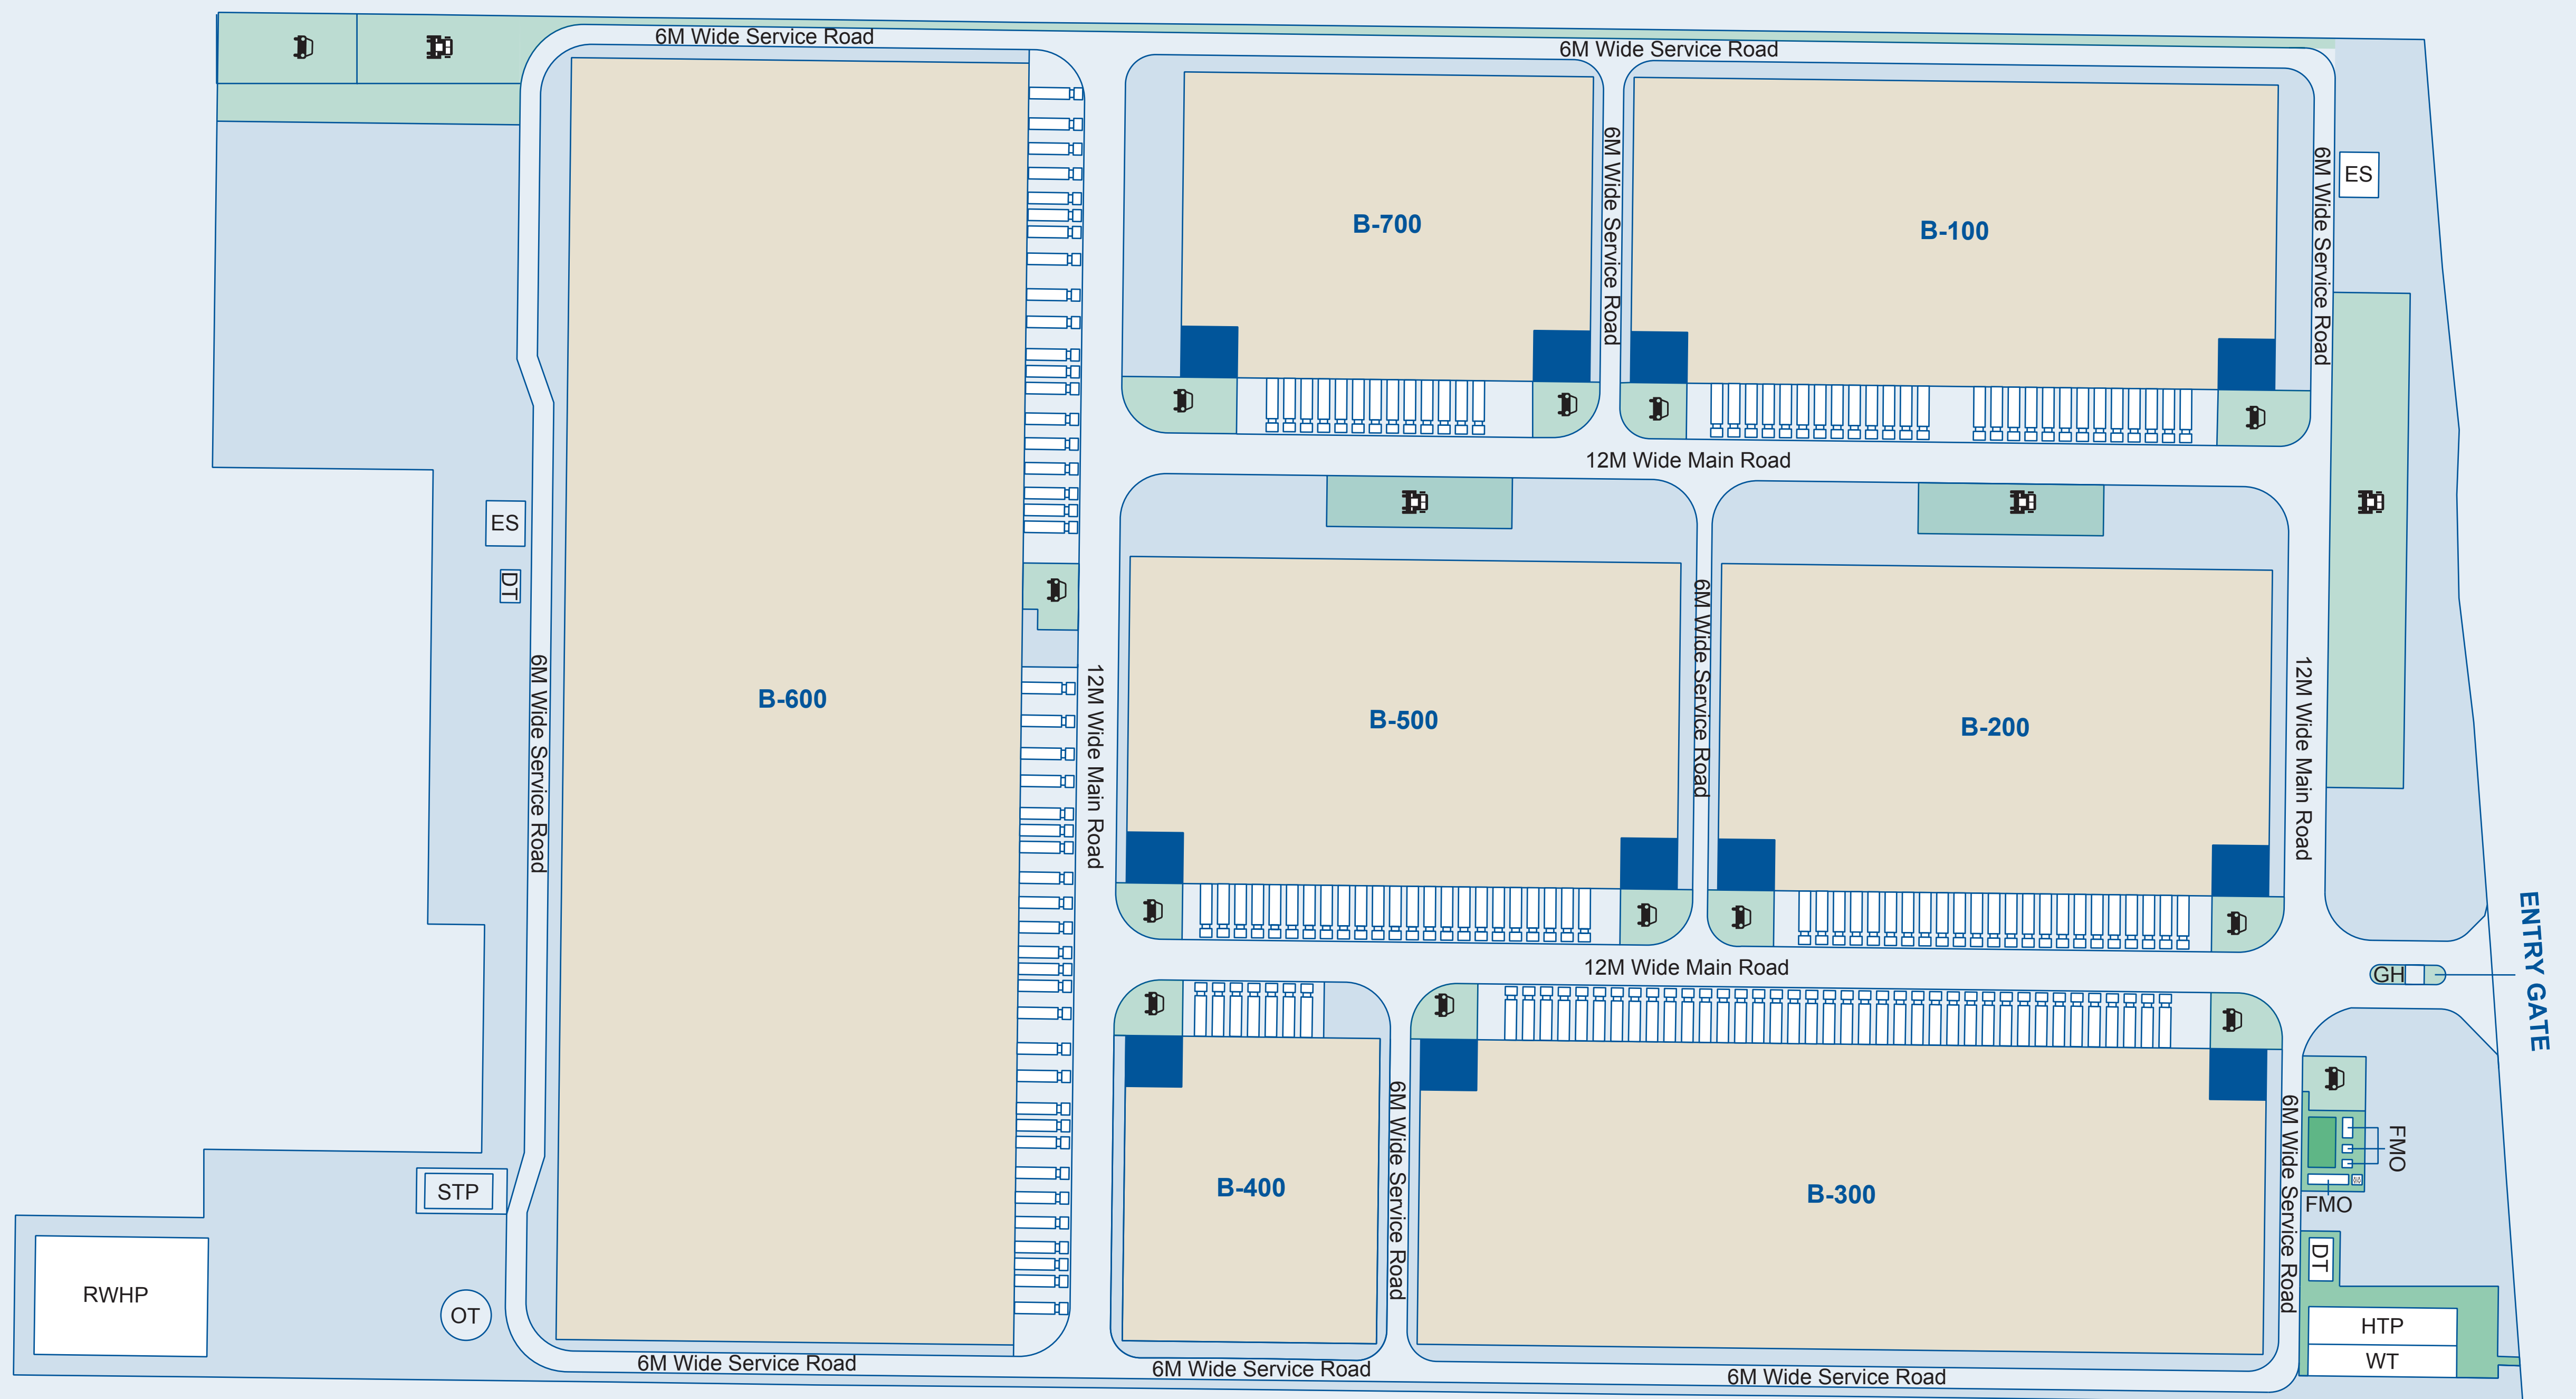 6M Wide Service Road
6M Wide Service Road
6M Wide Service Road
6M Wide Service Road
ES
B-700
B-100
12M Wide Main Road
ES
DT
6M Wide Service Road
B-600
12M Wide Main Road
B-500
6M Wide Service Road
B-200
12M Wide Main Road
ENTRY GATE
12M Wide Main Road
GH
6M Wide Service Road
6M Wide Service Road
FMO
FMO
STP
B-400
B-300
DT
RWHP
OT
HTP
WT
6M Wide Service Road
6M Wide Service Road
6M Wide Service Road